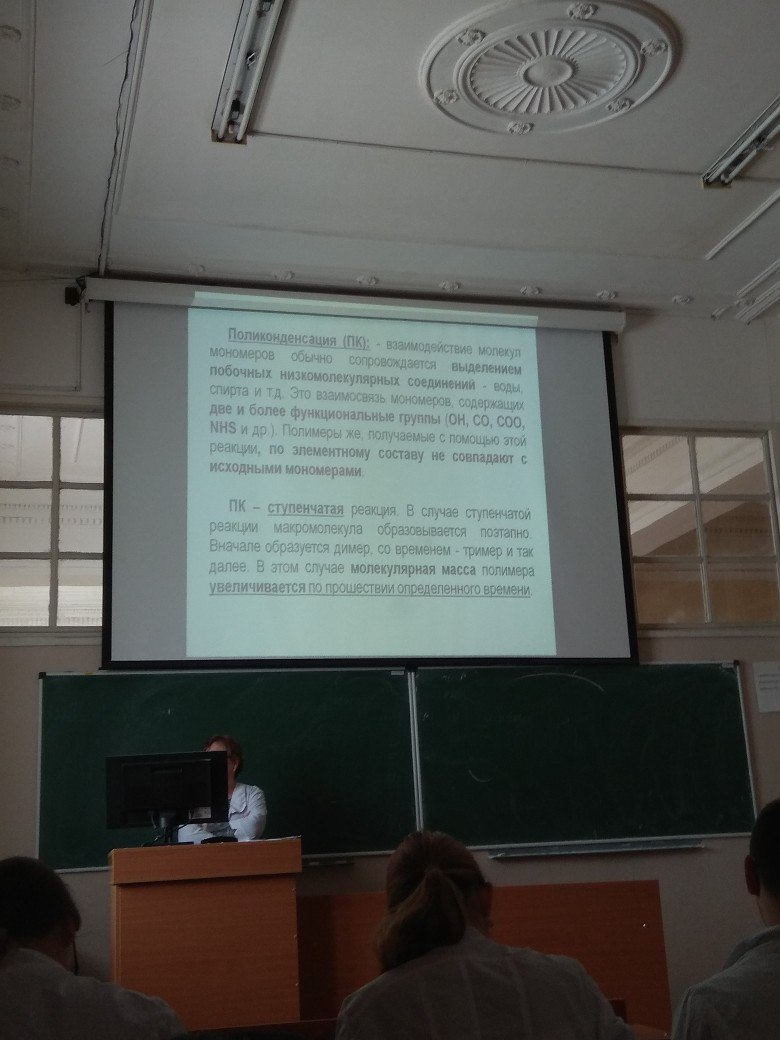 Поликонденсация (ПК): - взаимодействие молекул
мономеров обычно сопровождается выделением
побочных низкомолекулярных соединений - воды,
спирта и т.д. Это взаимосвязь мономеров, содержащих
две и более функциональные группы (ОН, СО, СОО,
NHS и др.). Полимеры же, получаемые с помощью этой
реакции, по элементному составу не совпадают с
исходными мономерами.
ПК – ступенчатая реакция. В случае ступенчатой
реакции макромолекула образовывается поэтапно.
Вначале образуется димер, со временем - тример и так
далее. В этом случае молекулярная масса полимера
увеличивается по прошествии определенного времени.